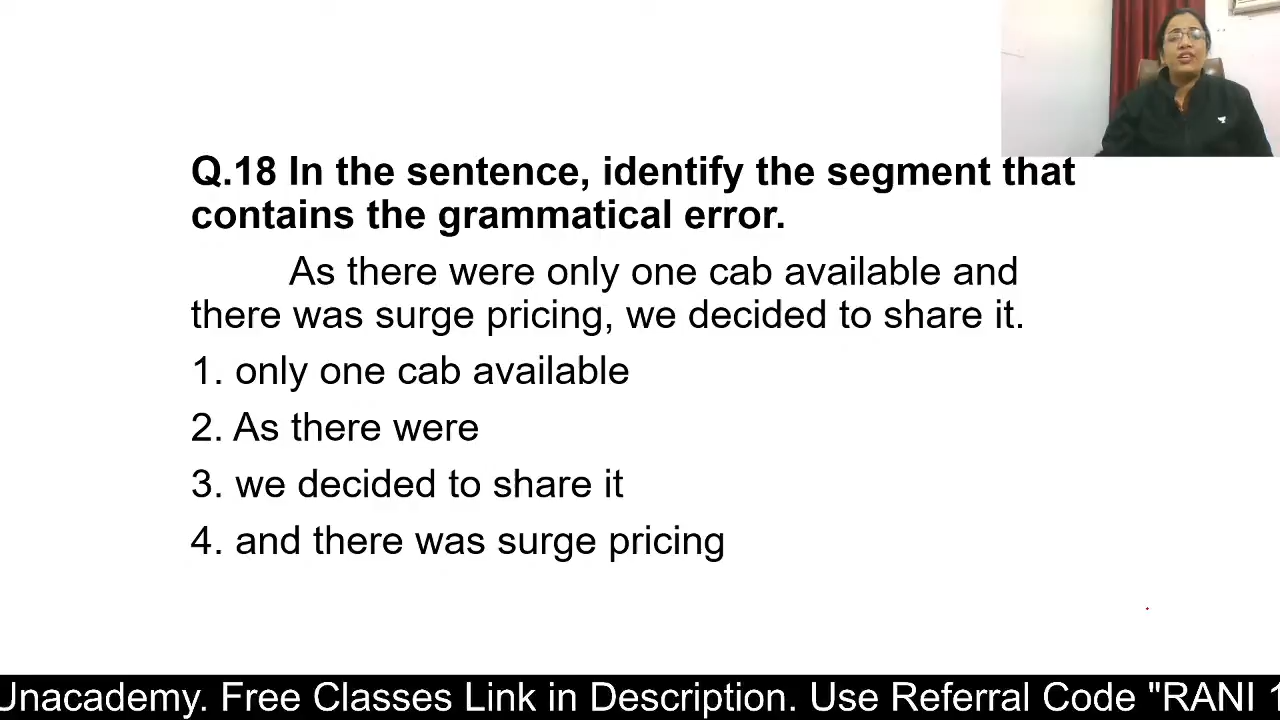 Q.18 In the sentence, identify the segment that
contains the grammatical error.
As there were only one cab available and
there was surge pricing, we decided to share it.
1. only one cab available
2. As there were
3. we decided to share it
4. and there was surge pricing
Unacademy. Free Classes Link in Description. Use Referral Code "RANI 1